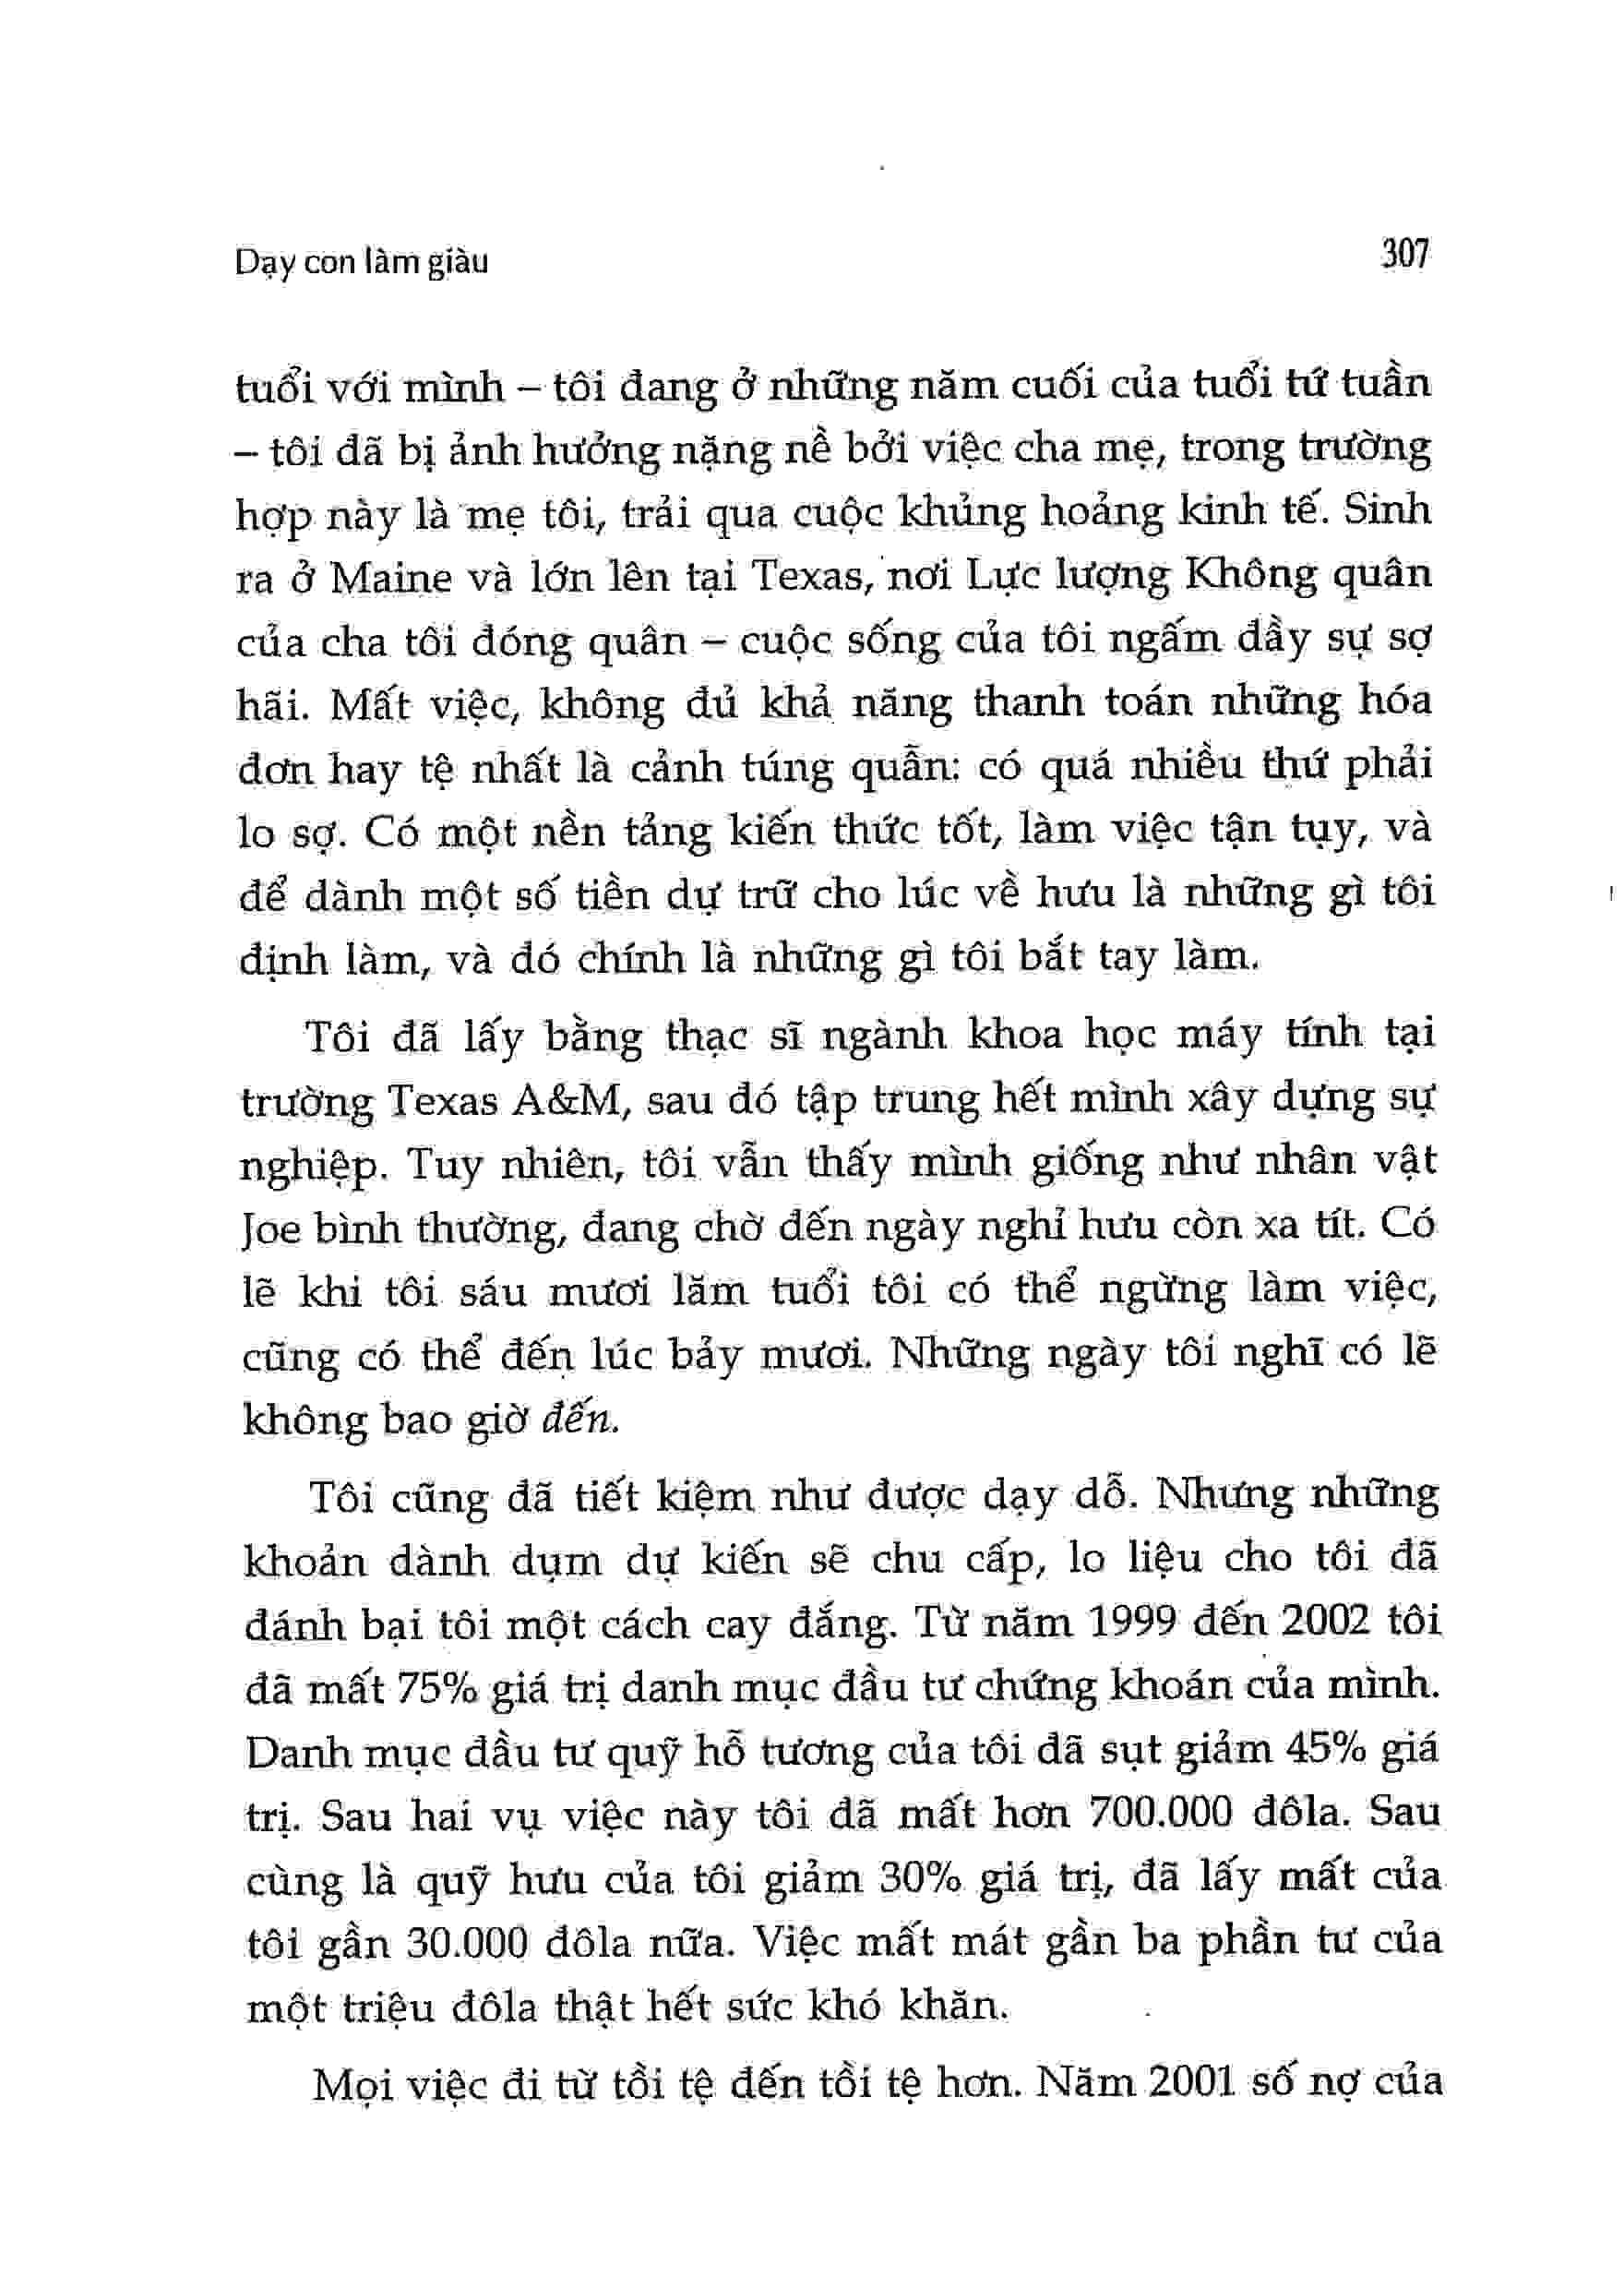 Dạy con làm giàu 307
tuổi với mình – tôi đang ở những năm cuối của tuổi tứ tuần
– tôi đã bị ảnh hưởng nặng nề bởi việc cha mẹ, trong trường
hợp này là mẹ tôi, trải qua cuộc khủng hoảng kinh tế. Sinh
ra ở Maine và lớn lên tại Texas, nơi Lực lượng Không quân
của cha tôi đóng quân – cuộc sống của tôi ngấm đầy sự sợ
hãi. Mất việc, không đủ khả năng thanh toán những hóa
đơn hay tệ nhất là cảnh túng quẫn: có quá nhiều thứ phải
lo sợ. Có một nền tảng kiến thức tốt, làm việc tận tụy, và
để dành một số tiền dự trữ cho lúc về hưu là những gì tôi
định làm, và đó chính là những gì tôi bắt tay làm.
Tôi đã lấy bằng thạc sĩ ngành khoa học máy tính tại
trường Texas A&M, sau đó tập trung hết mình xây dựng sự
nghiệp. Tuy nhiên, tôi vẫn thấy mình giống như nhân vật
Joe bình thường, đang chờ đến ngày nghỉ hưu còn xa tít. Có
lẽ khi tôi sáu mươi lăm tuổi tôi có thể ngừng làm việc,
cũng có thể đến lúc bảy mươi. Những ngày tôi nghĩ có lẽ
không bao giờ đến.
Tôi cũng đã tiết kiệm như được dạy dỗ. Nhưng những
khoản dành dụm dự kiến sẽ chu cấp, lo liệu cho tôi đã
đánh bại tôi một cách cay đắng. Từ năm 1999 đến 2002 tôi
đã mất 75% giá trị danh mục đầu tư chứng khoán của mình.
Danh mục đầu tư quỹ hỗ tương của tôi đã sụt giảm 45% giá
trị. Sau hai vụ việc này tôi đã mất hơn 700.000 đôla. Sau
cùng là quỹ hưu của tôi giảm 30% giá trị, đã lấy mất của
tôi gần 30.000 đôla nữa. Việc mất mát gần ba phần tư của
một triệu đôla thật hết sức khó khăn.
Mọi việc đi từ tồi tệ đến tồi tệ hơn. Năm 2001 số nợ của